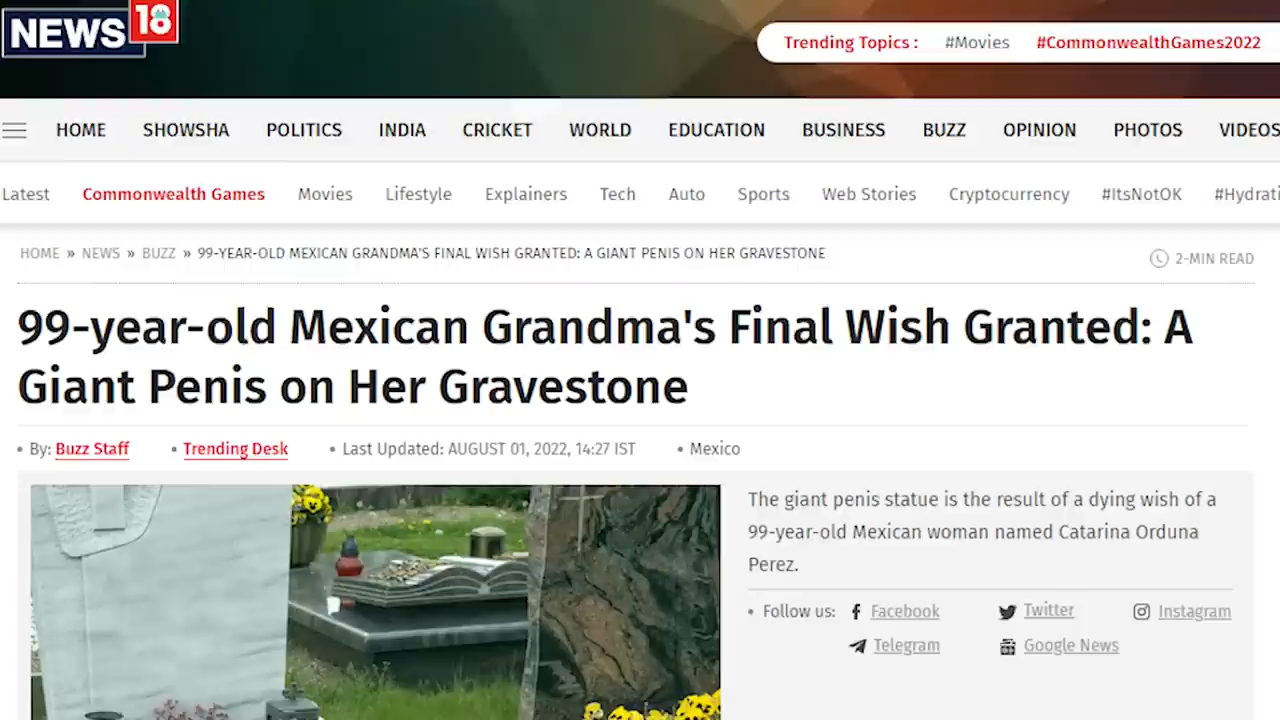 NEWS 18
Trending Topics : #Movies #CommonwealthGames2022
HOME SHOWSHA POLITICS INDIA CRICKET WORLD EDUCATION BUSINESS BUZZ OPINION PHOTOS VIDEOS
Latest Commonwealth Games Movies Lifestyle Explainers Tech Auto Sports Web Stories Cryptocurrency #ItsNotOK #Hydrati
HOME » NEWS » BUZZ » 99-YEAR-OLD MEXICAN GRANDMA'S FINAL WISH GRANTED: A GIANT PENIS ON HER GRAVESTONE
2-MIN READ
99-year-old Mexican Grandma's Final Wish Granted: A
Giant Penis on Her Gravestone
• By: Buzz Staff • Trending Desk • Last Updated: AUGUST 01, 2022, 14:27 IST • Mexico
The giant penis statue is the result of a dying wish of a
99-year-old Mexican woman named Catarina Orduna
Perez.
• Follow us: Facebook Twitter Instagram
Telegram Google News